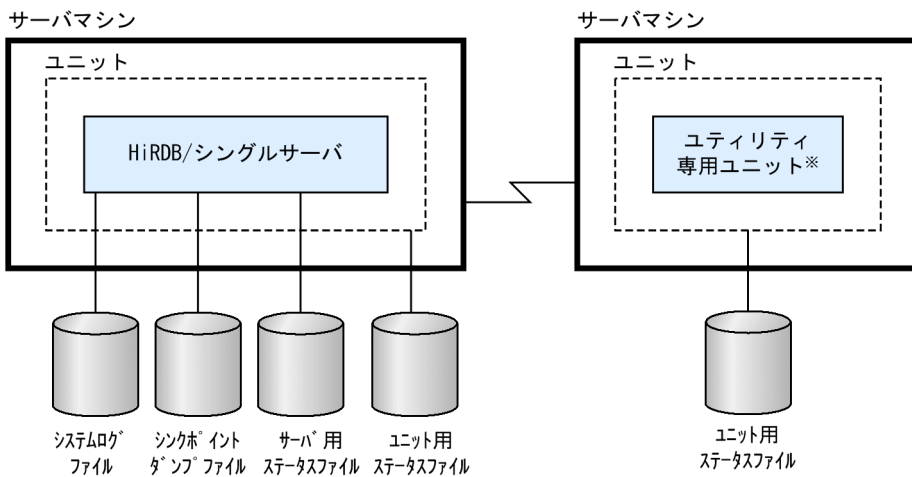 サーバマシン
サーバマシン
ユニット
ユニット
HiRDB/シングルサーバ
ユティリティ
専用ユニット※
ｼｽﾃﾑﾛｸﾞ
ﾌｧｲﾙ
ｼﾝｸﾎﾟｲﾝﾄ
ﾀﾞﾝﾌﾟﾌｧｲﾙ
ｻｰﾊﾞ用
ｽﾃｰﾀｽﾌｧｲﾙ
ﾕﾆｯﾄ用
ｽﾃｰﾀｽﾌｧｲﾙ
ﾕﾆｯﾄ用
ｽﾃｰﾀｽﾌｧｲﾙ